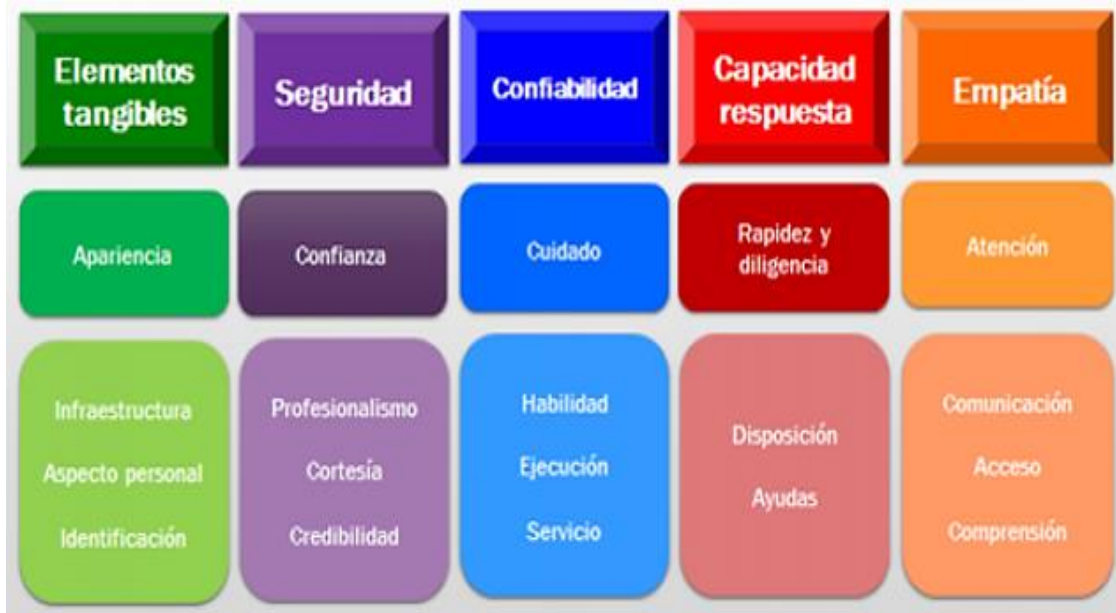 Elementos
tangibles
Seguridad
Confiabilidad
Capacidad
respuesta
Empatía
Apariencia
Confianza
Cuidado
Rapidez y
diligencia
Atención
Infraestructura
Aspecto personal
Identificación
Profesionalismo
Cortesía
Credibilidad
Habilidad
Ejecución
Servicio
Disposición
Ayudas
Comunicación
Acceso
Comprensión